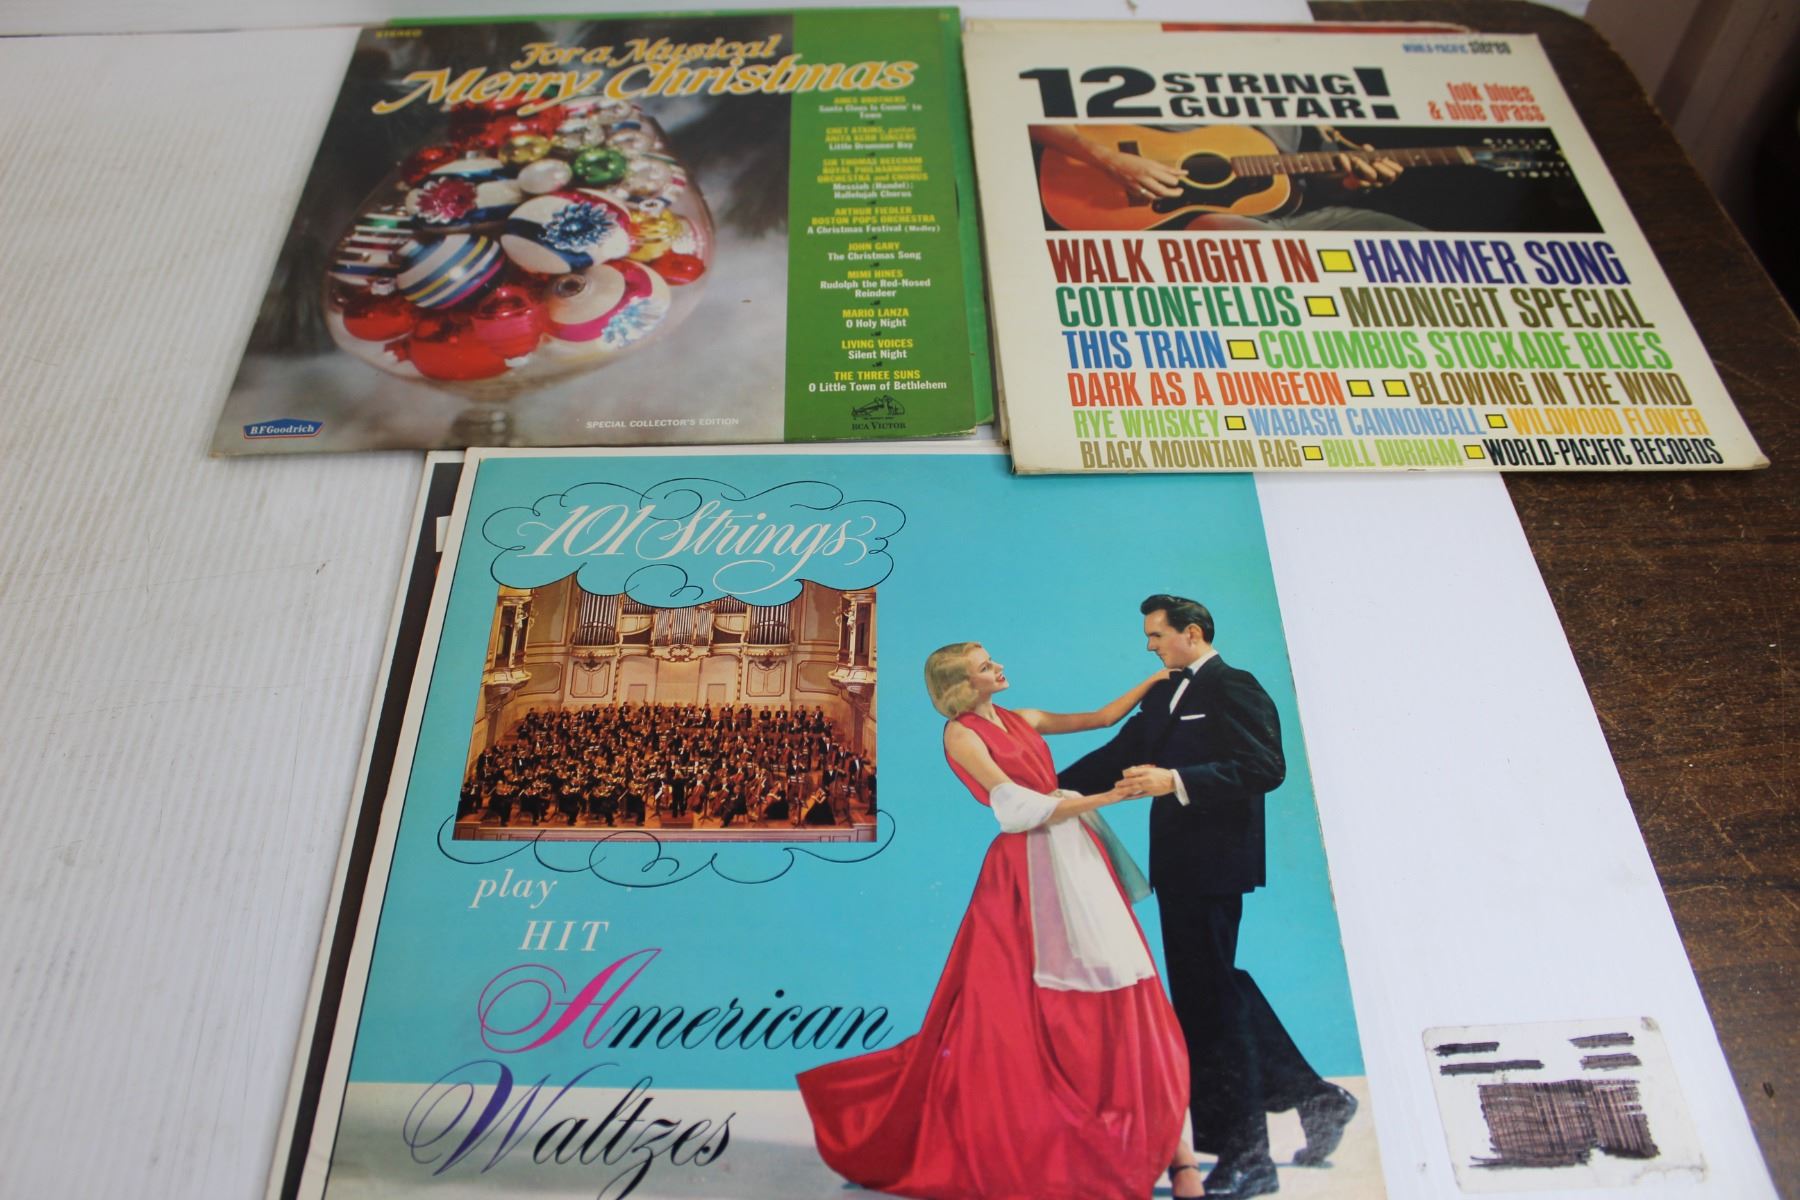 STEREO
For a Musical
Merry Christmas
AMES BROTHERS
Santa Claus Is Comin' to
Town
CHET ATKINS, guitar
ANITA KERR SINGERS
Little Drummer Boy
SIR THOMAS BEECHAM
ROYAL PHILHARMONIC
ORCHESTRA and CHORUS
Messiah (Handel):
Hallelujah Chorus
ARTHUR FIEDLER
BOSTON POPS ORCHESTRA
A Christmas Festival (Medley)
JOHN GARY
The Christmas Song
MIMI HINES
Rudolph the Red-Nosed
Reindeer
MARIO LANZA
O Holy Night
LIVING VOICES
Silent Night
THE THREE SUNS
O Little Town of Bethlehem
RCA VICTOR
BFGoodrich
SPECIAL COLLECTOR'S EDITION
WORLD-PACIFIC stereo
12 STRING
GUITAR!
folk blues
& blue grass
WALK RIGHT IN HAMMER SONG
COTTONFIELDS MIDNIGHT SPECIAL
THIS TRAIN COLUMBUS STOCKADE BLUES
DARK AS A DUNGEON BLOWING IN THE WIND
RYE WHISKEY WABASH CANNONBALL WILDWOOD FLOWER
BLACK MOUNTAIN RAG BULL DURHAM WORLD-PACIFIC RECORDS
101 Strings
play
HIT
American
Waltzes